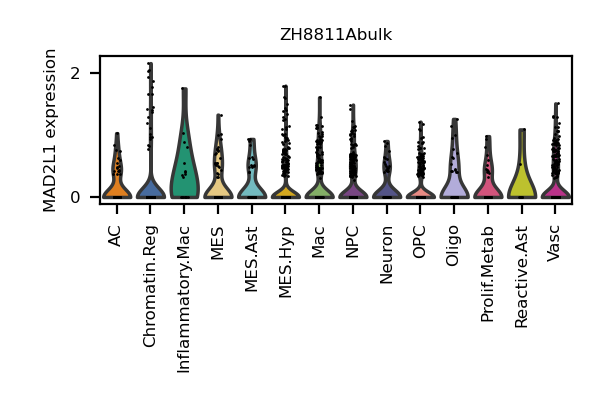 ZH8811Abulk
MAD2L1 expression
2
0
AC
Chromatin.Reg
Inflammatory.Mac
MES
MES.Ast
MES.Hyp
Mac
NPC
Neuron
OPC
Oligo
Prolif.Metab
Reactive.Ast
Vasc